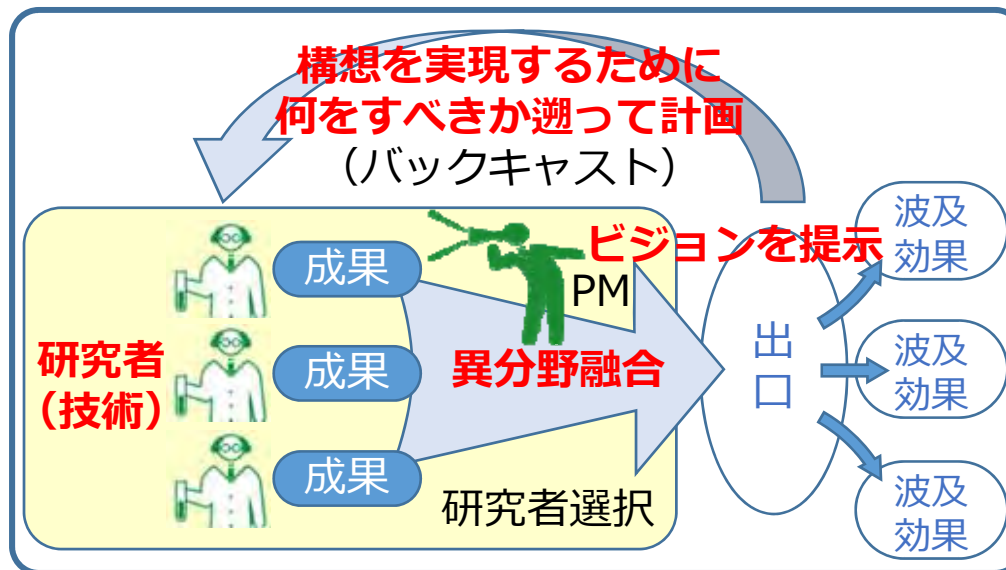 構想を実現するために
何をすべきか遡って計画
（バックキャスト）
研究者
（技術）
成果
成果
成果
ビジョンを提示
PM
異分野融合
研究者選択
出
口
波及
効果
波及
効果
波及
効果